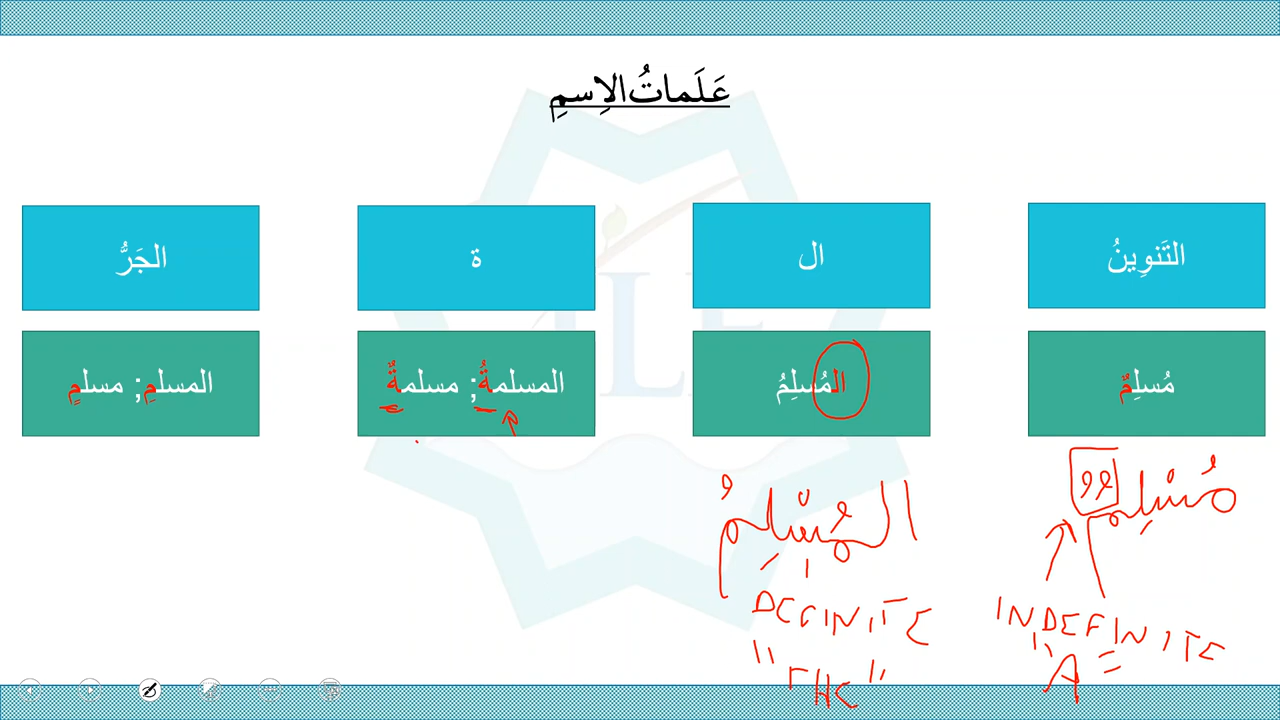 عَلَماتُ الاِسمِ
التَنوِينُ
ال
ة
الجَرُّ
مُسلِمٌ
المُسلِمُ
المسلمةُ; مسلمةٌ
المسلمِ; مسلمٍ
مُسْلِمٌ
المُسْلِمُ
INDEFINITE
"A"
DEFINITE
"THE"